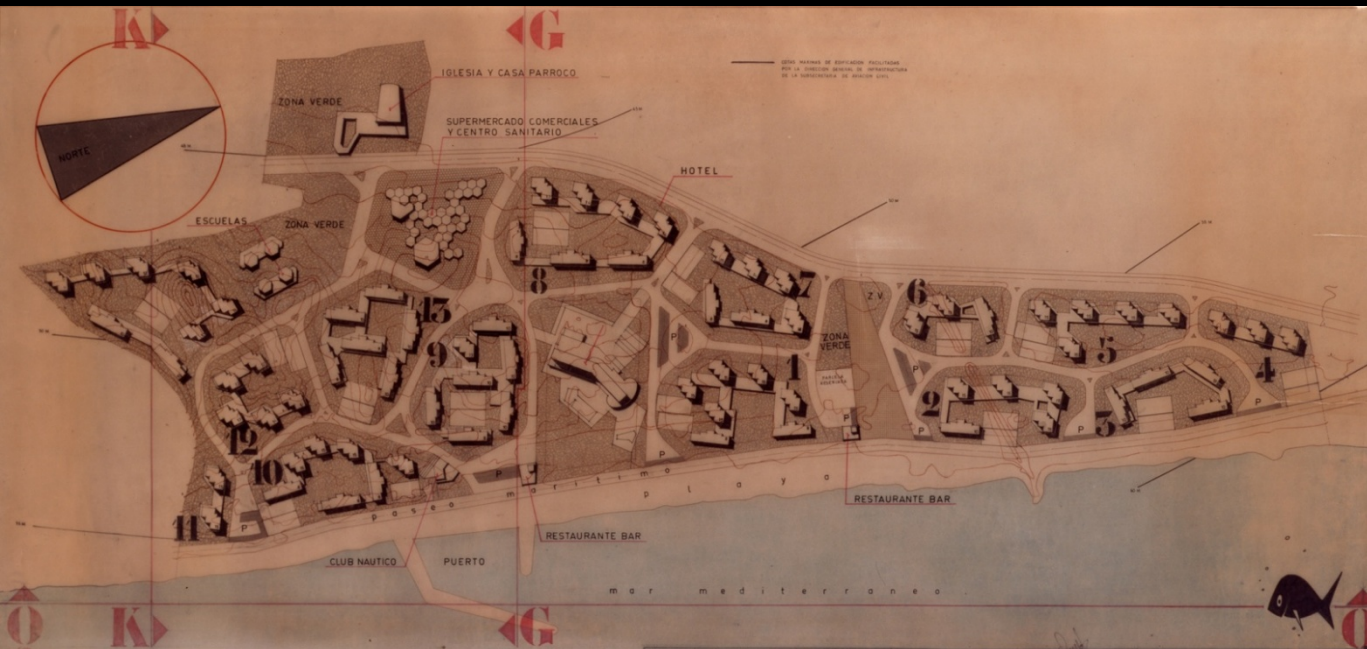 K
G
IGLESIA Y CASA PARROCO
ZONA VERDE
SUPERMERCADO COMERCIALES
Y CENTRO SANITARIO
NORTE
HOTEL
ESCUELAS
ZONA VERDE
8
7
6
Z V
13
9
5
ZONA
VERDE
P
P
1
4
P
2
3
P
P
P
P
12
10
11
P
P
P
paseo maritimo
playa
RESTAURANTE BAR
RESTAURANTE BAR
CLUB NAUTICO
PUERTO
mar mediterraneo
O
K
G
O